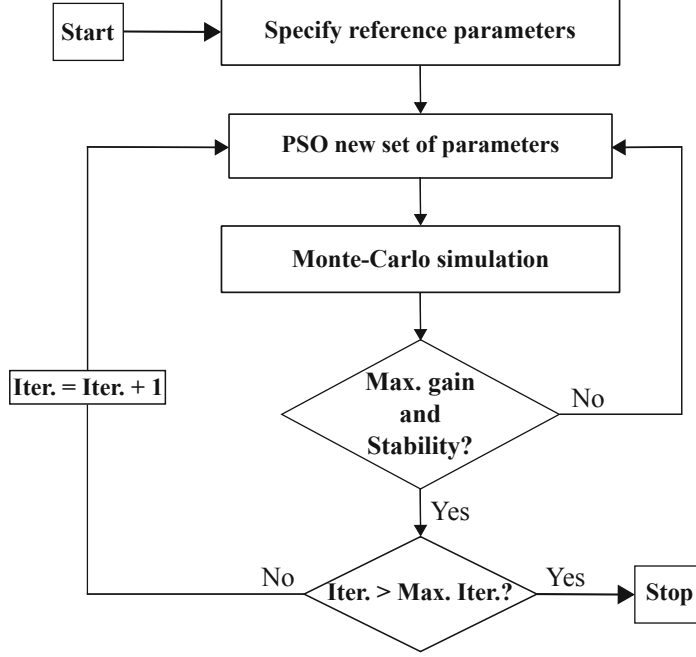 Start
Specify reference parameters
PSO new set of parameters
Monte-Carlo simulation
Iter. = Iter. + 1
Max. gain
and
Stability?
No
Yes
No
Iter. > Max. Iter.?
Yes
Stop